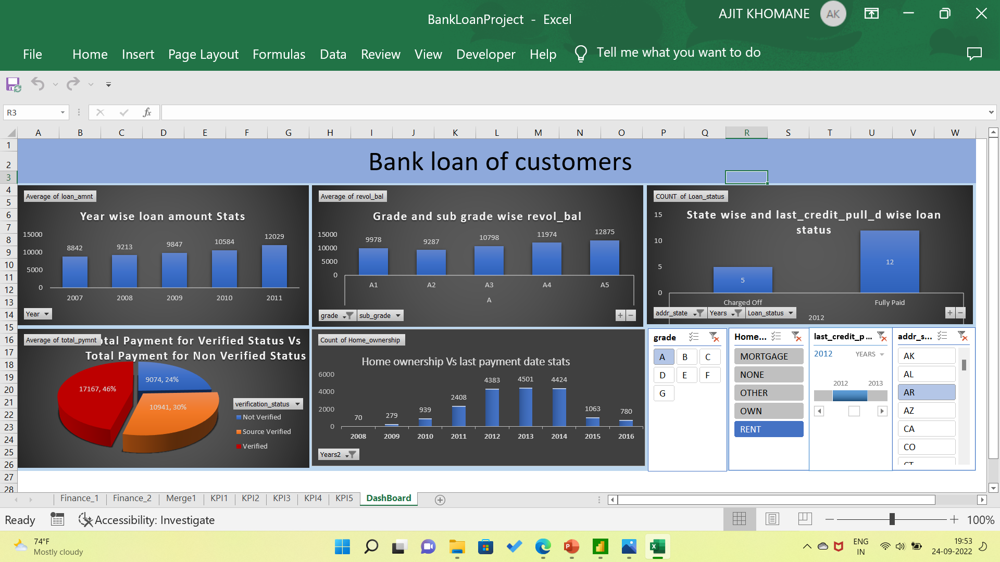 BankLoanProject - Excel
AJIT KHOMANE
AK
File Home Insert Page Layout Formulas Data Review View Developer Help Tell me what you want to do
R3
fx
A B C D E F G H I J K L M N O P Q R S T U V W
1
2
3
4
5
6
7
8
9
10
11
12
13
14
15
16
17
18
19
20
21
22
23
24
25
26
27
28
Bank loan of customers
Average of loan_amnt
Year wise loan amount Stats
15000
10000
5000
0
8842 9213 9847 10584 12029
2007 2008 2009 2010 2011
Year
Average of revol_bal
Grade and sub grade wise revol_bal
15000
10000
5000
0
9978 9287 10798 11974 12875
A1 A2 A3 A4 A5
A
grade sub_grade
+ −
COUNT of Loan_status
State wise and last_credit_pull_d wise loan
status
15
10
5
0
5 12
Charged Off Fully Paid
2012
addr_state Years Loan_status
+ −
Average of total_pymnt
tal Payment for Verified Status Vs
Total Payment for Non Verified Status
9074, 24%
17167, 46%
10941, 30%
verification_status
Not Verified
Source Verified
Verified
Count of Home_ownership
Home ownership Vs last payment date stats
6000
4000
2000
0
70 279 939 2408 4383 4501 4424 1063 780
2008 2009 2010 2011 2012 2013 2014 2015 2016
Years2
grade
A B C
D E F
G
Home...
MORTGAGE
NONE
OTHER
OWN
RENT
last_credit_p...
2012 YEARS
2012 2013
addr_s...
AK
AL
AR
AZ
CA
CO
CT
Finance_1 Finance_2 Merge1 KPI1 KPI2 KPI3 KPI4 KPI5 DashBoard
Ready Accessibility: Investigate
100%
74°F
Mostly cloudy
ENG
IN
19:53
24-09-2022